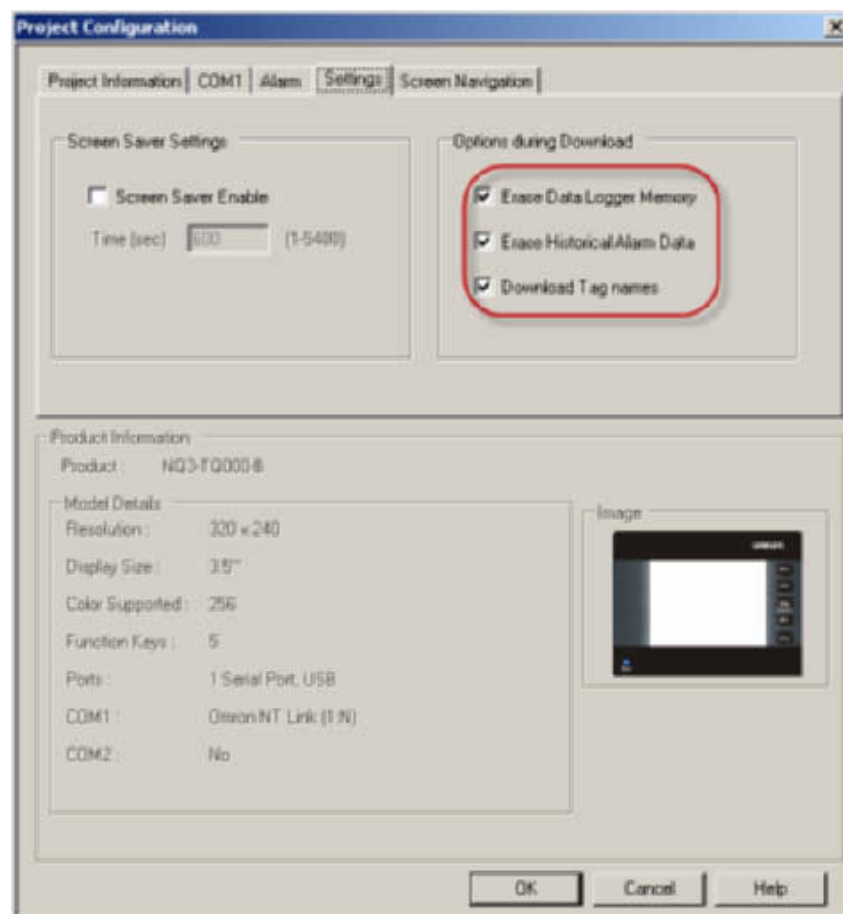 Project Configuration
Project Information COM1 Alarm Settings Screen Navigation
Screen Saver Settings
Screen Saver Enable
Time (sec) 600 (1-5400)
Options during Download
Erase Data Logger Memory
Erase Historical Alarm Data
Download Tag names
Product Information
Product : NQ3-TQ000-B
Model Details
Resolution : 320 x 240
Display Size : 3.5"
Color Supported : 256
Function Keys : 5
Ports : 1 Serial Port, USB
COM1 : Omron NT Link (1:N)
COM2 : No
Image
OMRON
OK Cancel Help